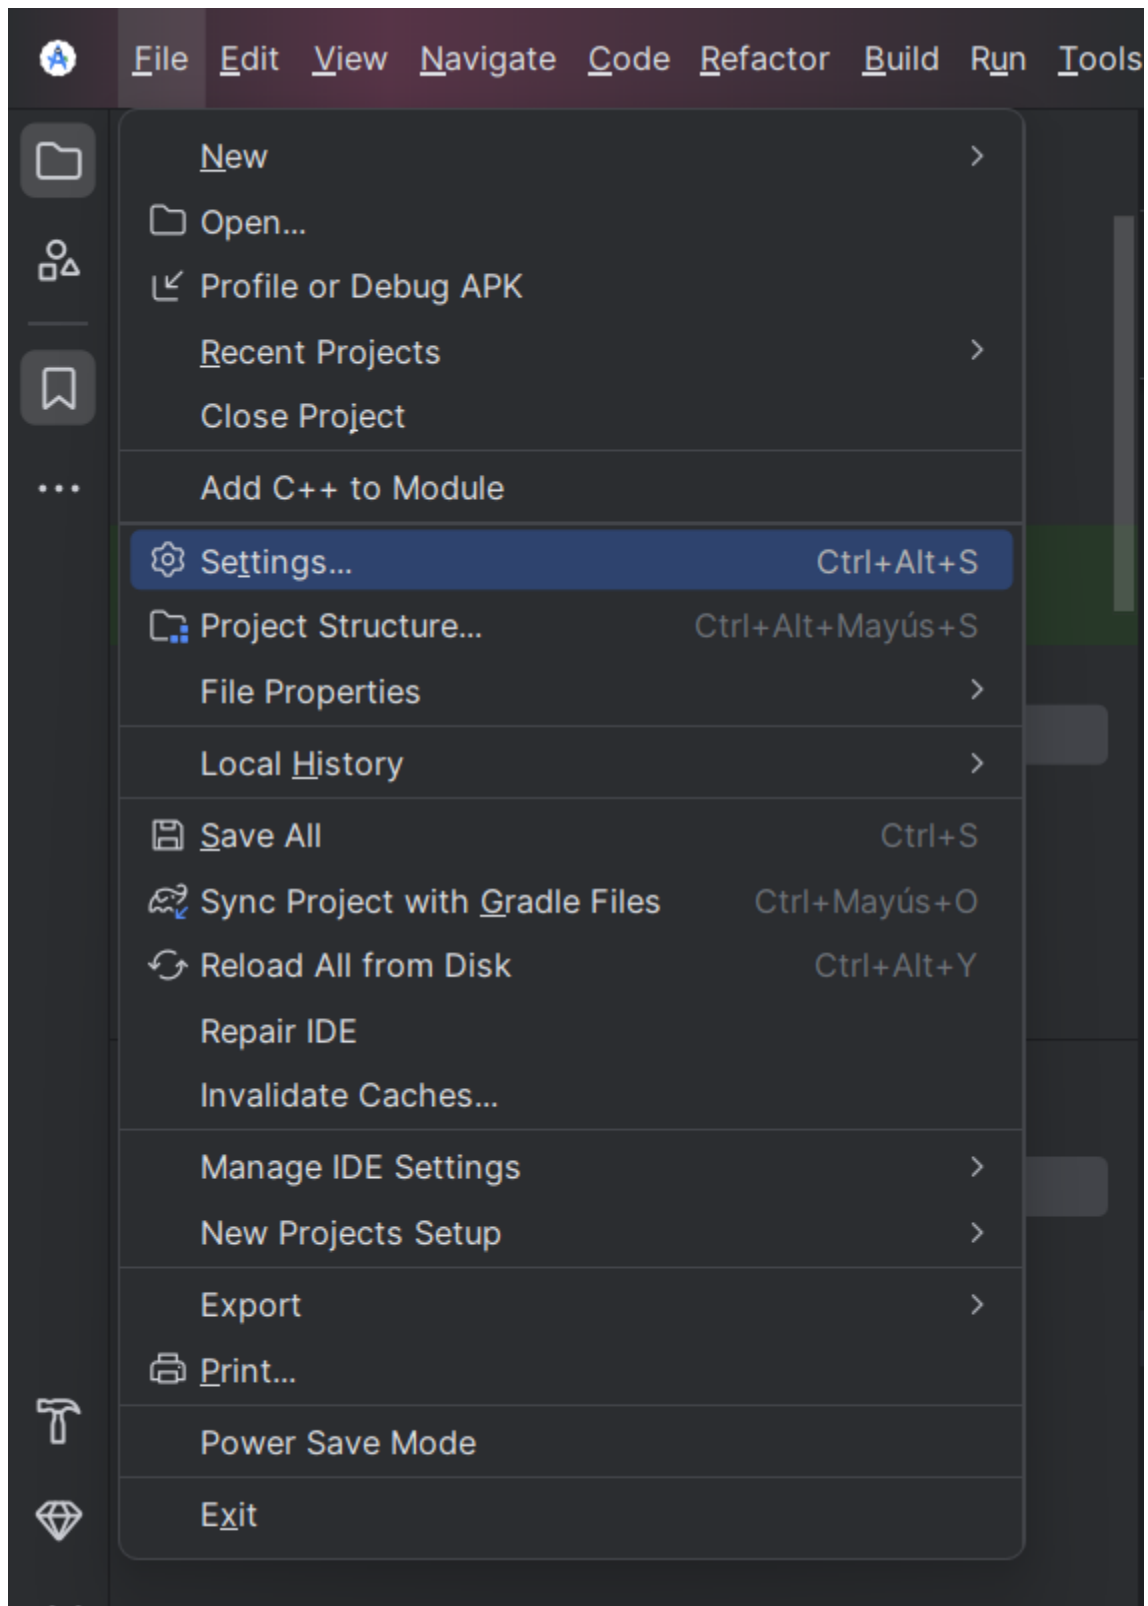 File Edit View Navigate Code Refactor Build Run Tools
New
Open...
Profile or Debug APK
Recent Projects
Close Project
Add C++ to Module
Settings... Ctrl+Alt+S
Project Structure... Ctrl+Alt+Mayús+S
File Properties
Local History
Save All Ctrl+S
Sync Project with Gradle Files Ctrl+Mayús+O
Reload All from Disk Ctrl+Alt+Y
Repair IDE
Invalidate Caches...
Manage IDE Settings
New Projects Setup
Export
Print...
Power Save Mode
Exit